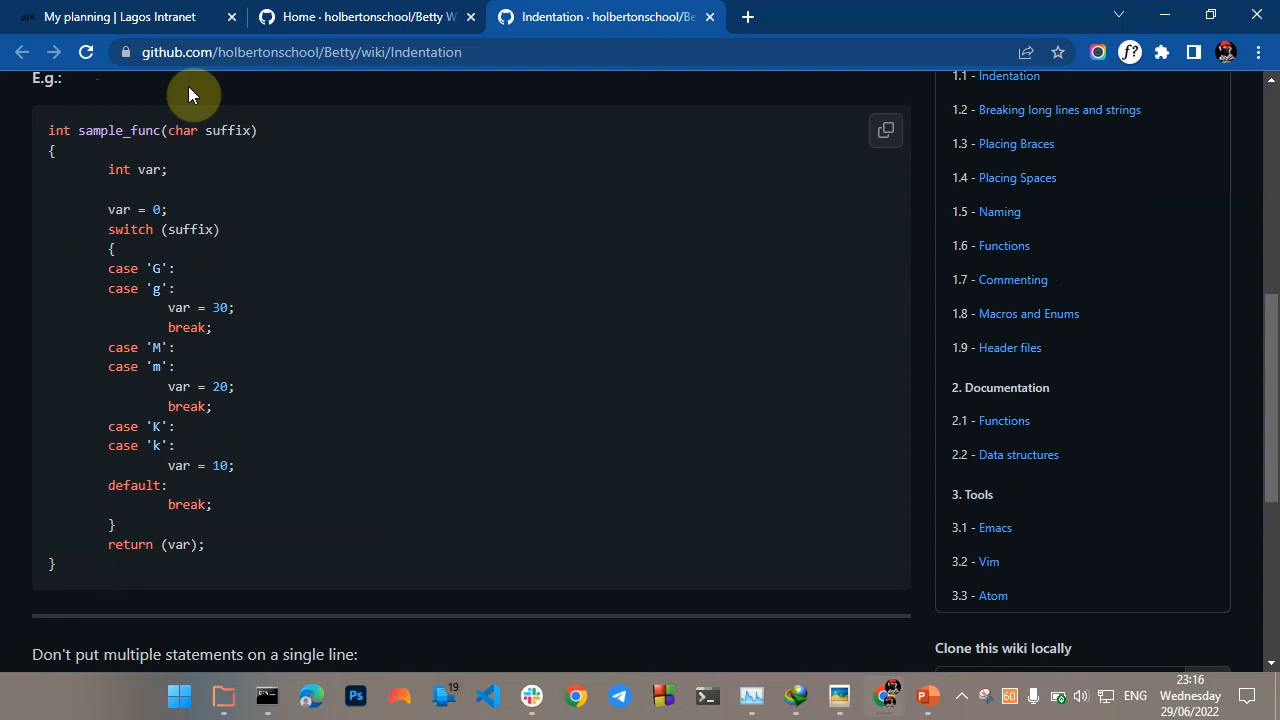 My planning | Lagos Intranet
Home · holbertonschool/Betty W
Indentation · holbertonschool/Be
github.com/holbertonschool/Betty/wiki/Indentation
E.g.:
int sample_func(char suffix)
{
int var;
var = 0;
switch (suffix)
{
case 'G':
case 'g':
var = 30;
break;
case 'M':
case 'm':
var = 20;
break;
case 'K':
case 'k':
var = 10;
default:
break;
}
return (var);
}
Don't put multiple statements on a single line:
1.1 - Indentation
1.2 - Breaking long lines and strings
1.3 - Placing Braces
1.4 - Placing Spaces
1.5 - Naming
1.6 - Functions
1.7 - Commenting
1.8 - Macros and Enums
1.9 - Header files
2. Documentation
2.1 - Functions
2.2 - Data structures
3. Tools
3.1 - Emacs
3.2 - Vim
3.3 - Atom
Clone this wiki locally
Ps
19
60
ENG
23:16
Wednesday
29/06/2022